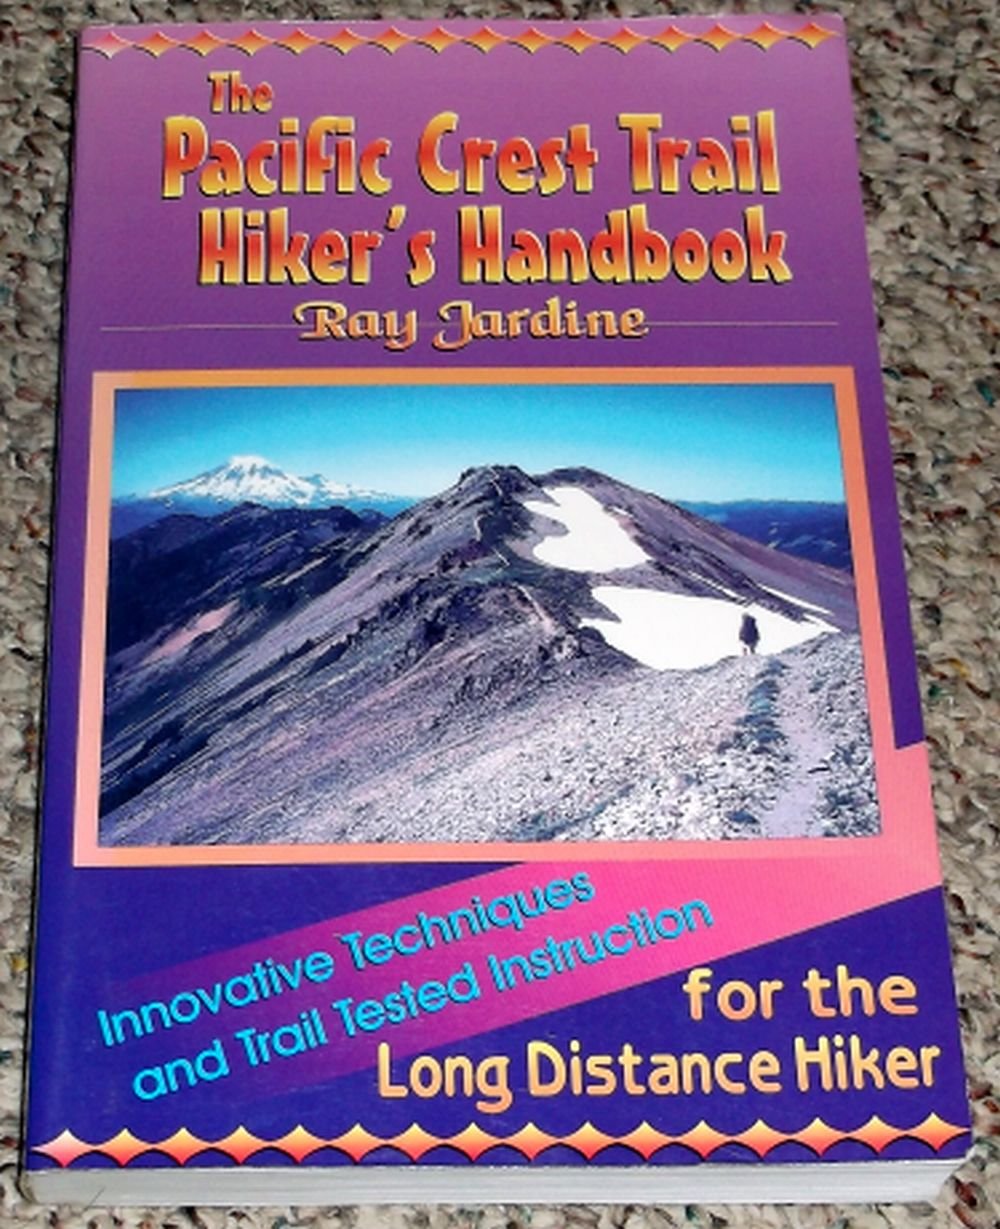 The
Pacific Crest Trail
Hiker's Handbook
Ray Jardine
Innovative Techniques
and Trail Tested Instruction
for the
Long Distance Hiker